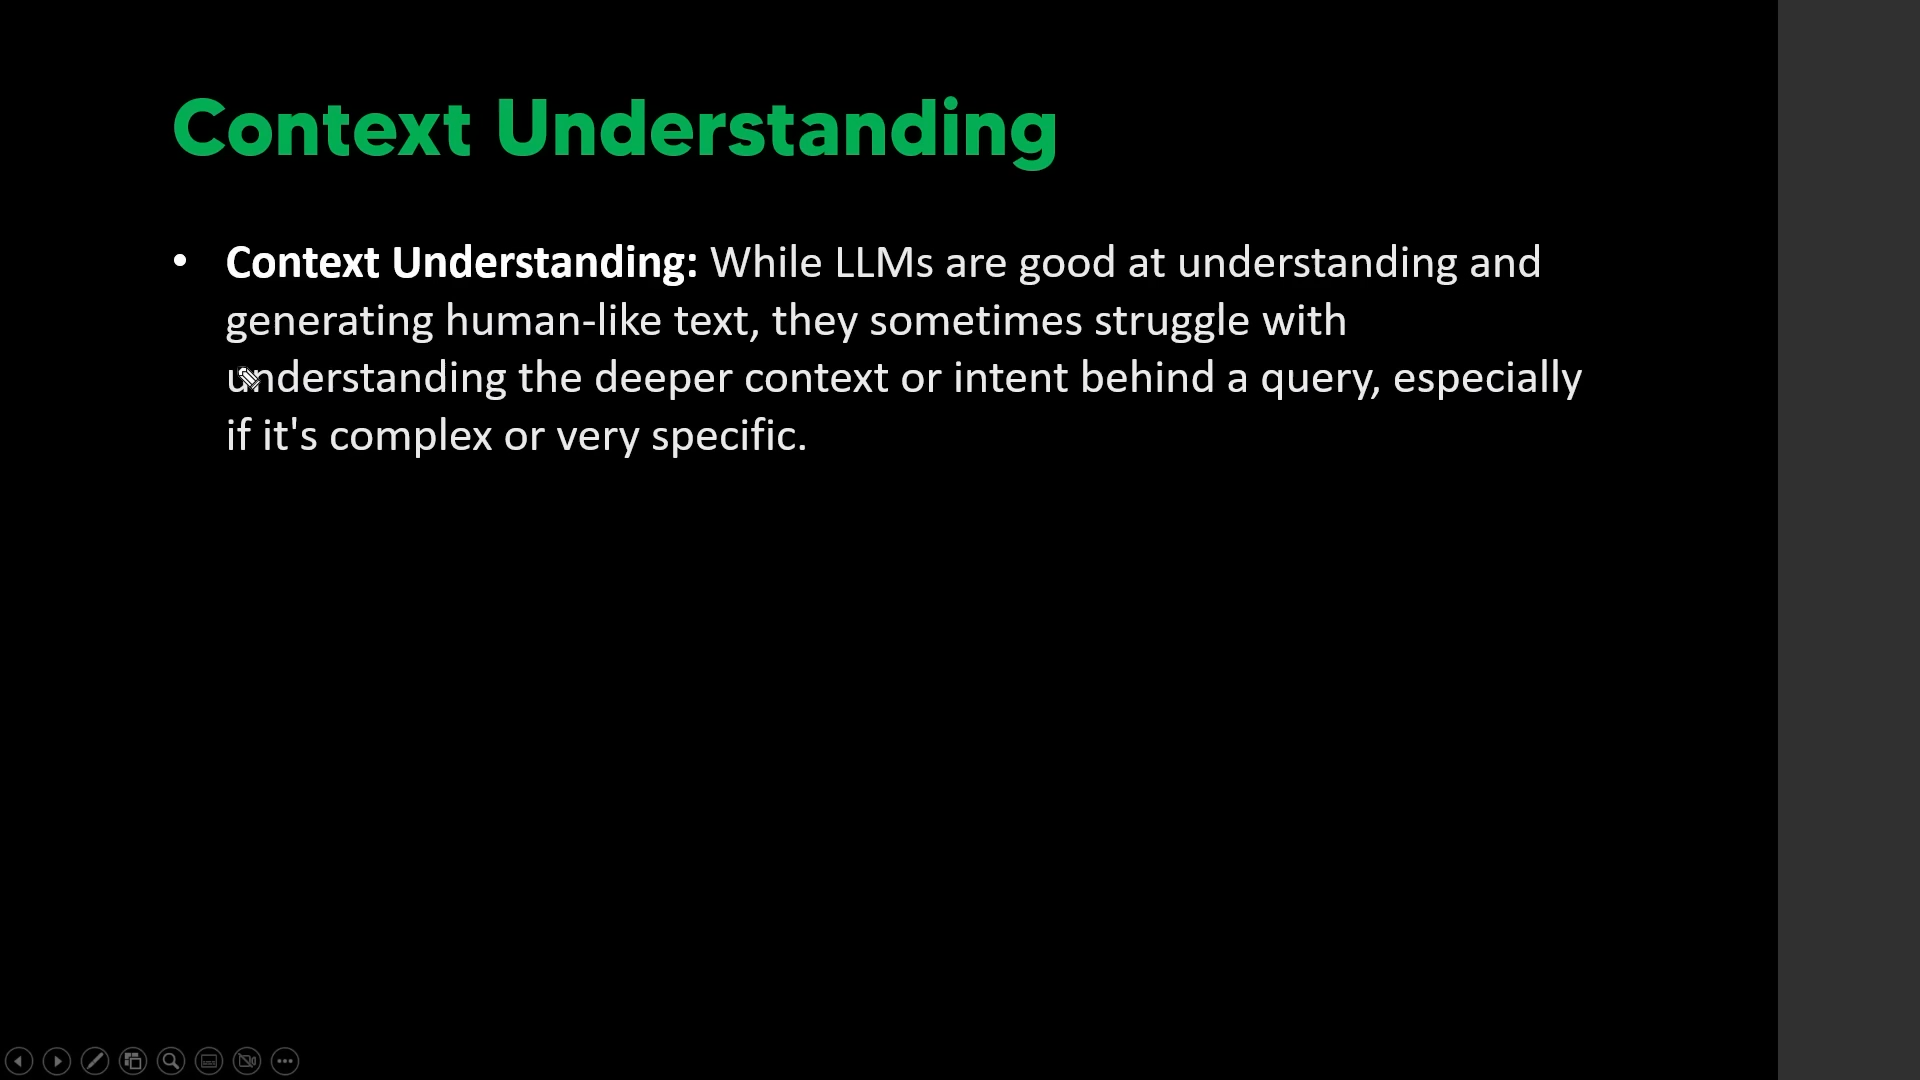 Context Understanding
• Context Understanding: While LLMs are good at understanding and
generating human-like text, they sometimes struggle with
understanding the deeper context or intent behind a query, especially
if it's complex or very specific.